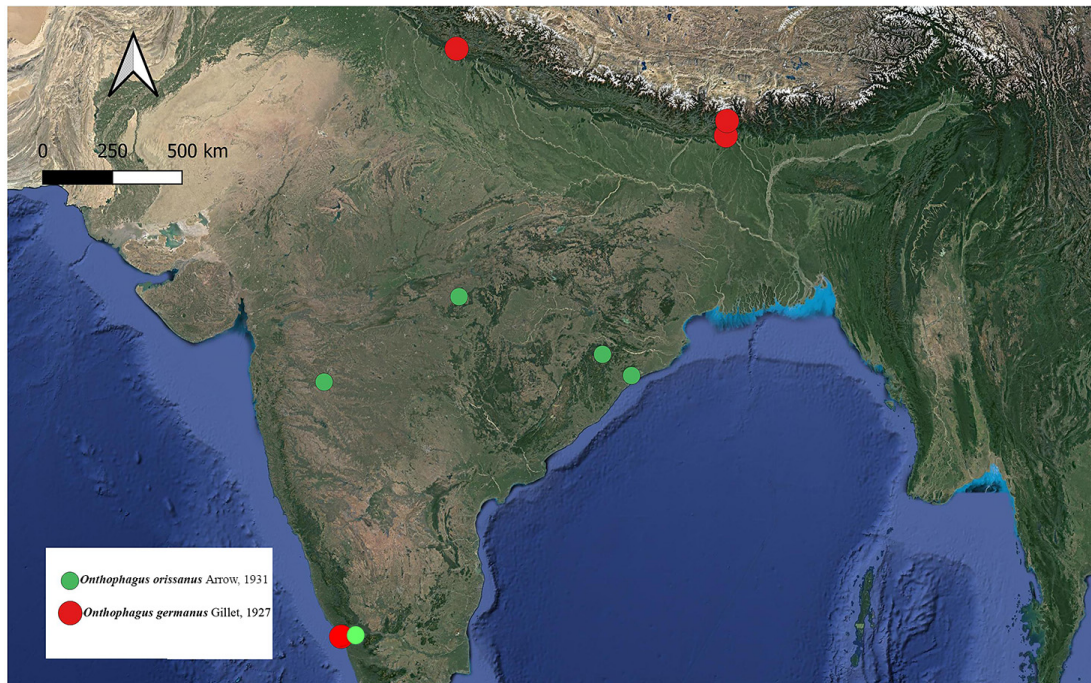 0 250 500 km
Onthophagus orissanus Arrow, 1931
Onthophagus germanus Gillet, 1927